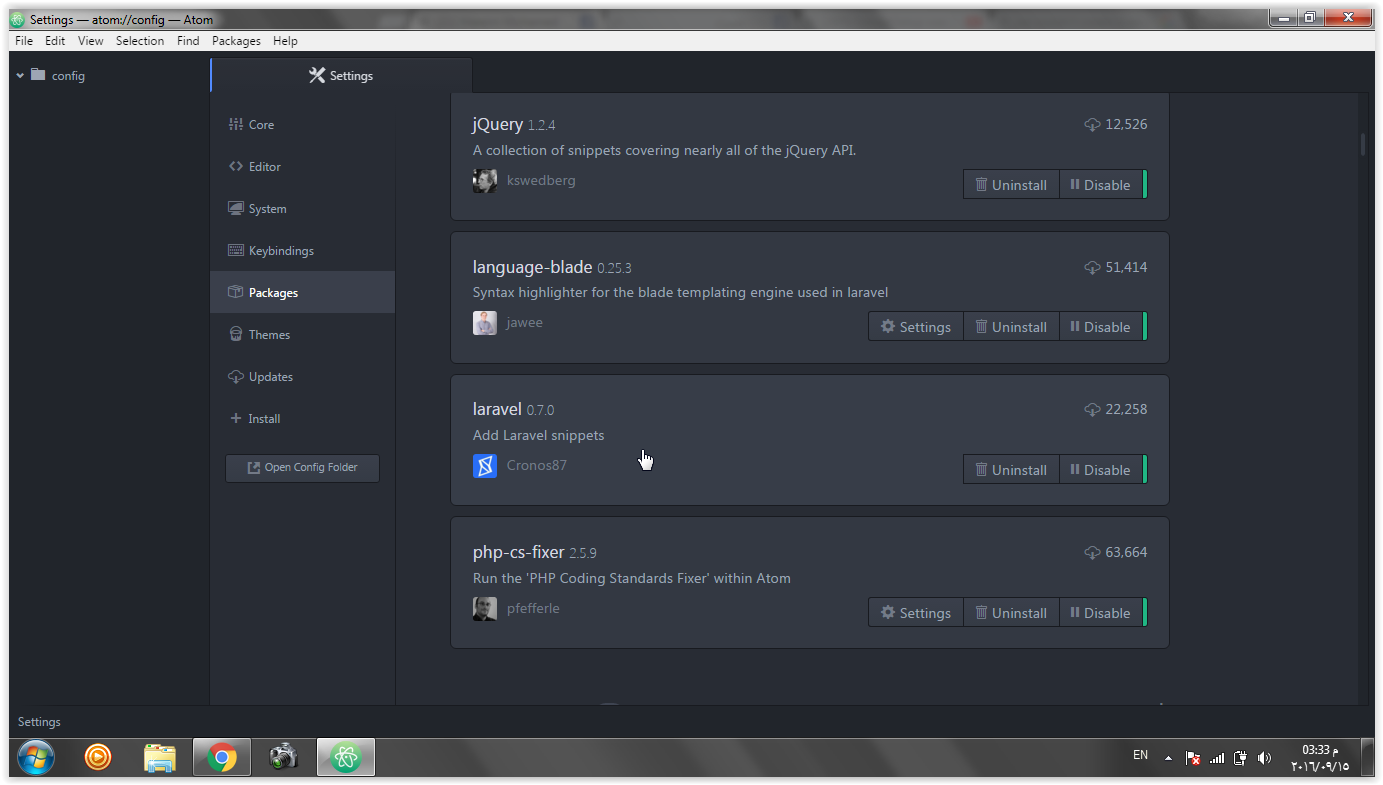 Settings — atom://config — Atom
File Edit View Selection Find Packages Help
config
Settings
Core
Editor
System
Keybindings
Packages
Themes
Updates
Install
Open Config Folder
jQuery 1.2.4 12,526
A collection of snippets covering nearly all of the jQuery API.
kswedberg Uninstall Disable
language-blade 0.25.3 51,414
Syntax highlighter for the blade templating engine used in laravel
jawee Settings Uninstall Disable
laravel 0.7.0 22,258
Add Laravel snippets
Cronos87 Uninstall Disable
php-cs-fixer 2.5.9 63,664
Run the 'PHP Coding Standards Fixer' within Atom
pfefferle Settings Uninstall Disable
Settings
EN
03:33 م
٢٠١٦/٠٩/١٥